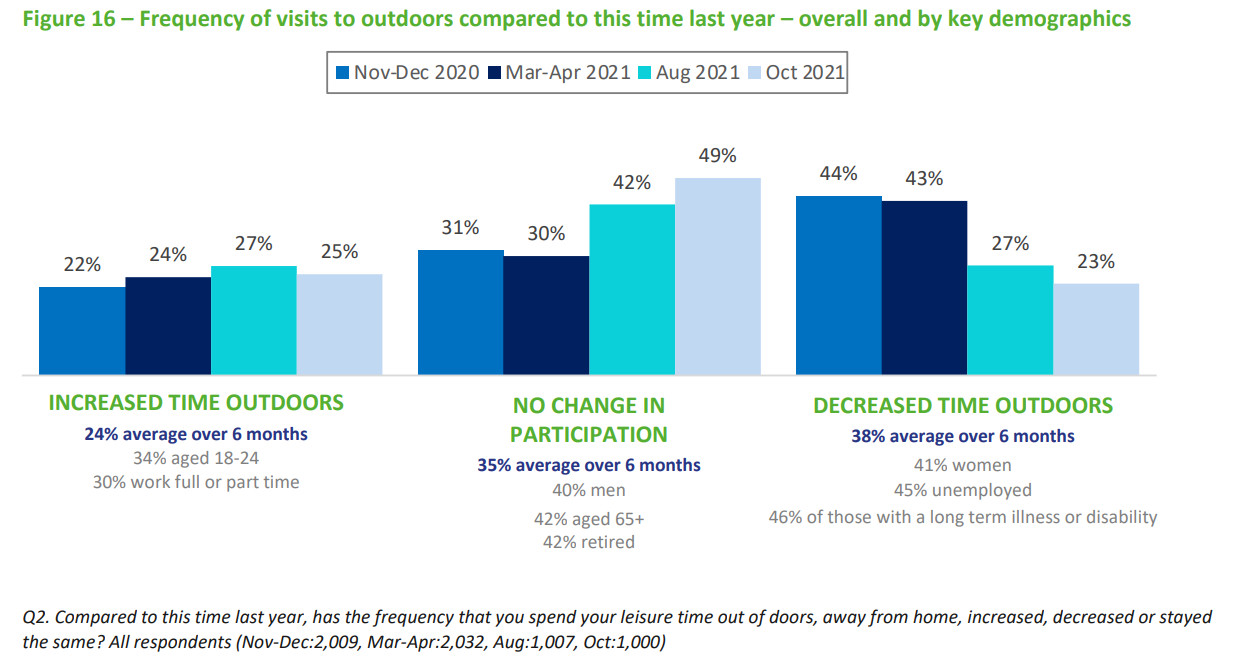 Figure 16 – Frequency of visits to outdoors compared to this time last year – overall and by key demographics
Nov-Dec 2020 Mar-Apr 2021 Aug 2021 Oct 2021
22% 24% 27% 25%
31% 30% 42% 49%
44% 43% 27% 23%
INCREASED TIME OUTDOORS
24% average over 6 months
34% aged 18-24
30% work full or part time
NO CHANGE IN
PARTICIPATION
35% average over 6 months
40% men
42% aged 65+
42% retired
DECREASED TIME OUTDOORS
38% average over 6 months
41% women
45% unemployed
46% of those with a long term illness or disability
Q2. Compared to this time last year, has the frequency that you spend your leisure time out of doors, away from home, increased, decreased or stayed
the same? All respondents (Nov-Dec:2,009, Mar-Apr:2,032, Aug:1,007, Oct:1,000)